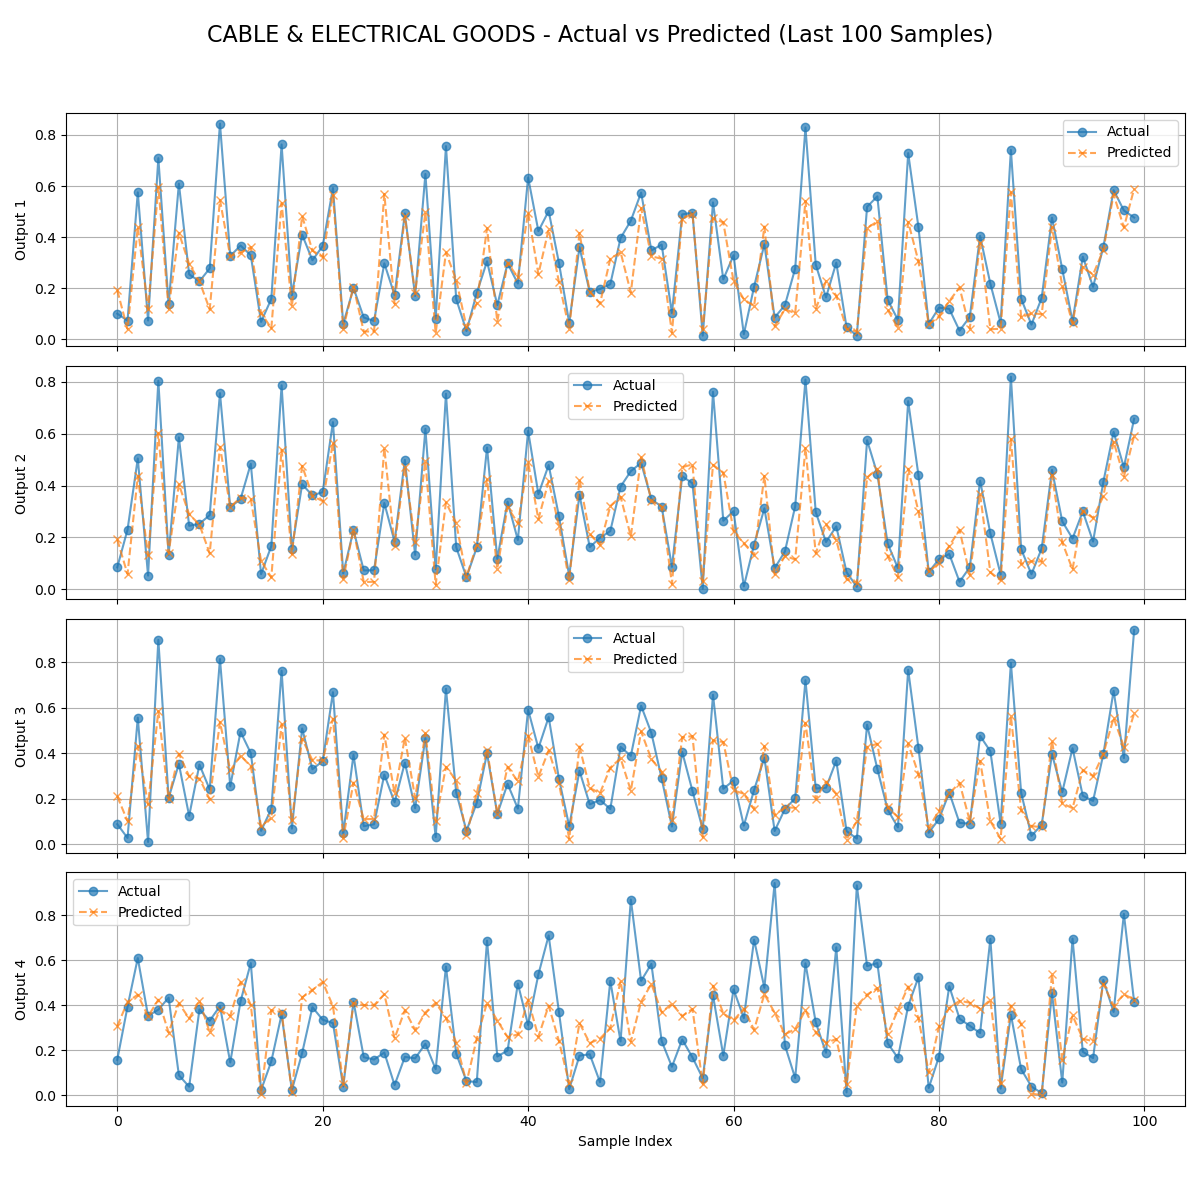 CABLE & ELECTRICAL GOODS - Actual vs Predicted (Last 100 Samples)
Output 1
0.8
0.6
0.4
0.2
0.0
Actual
Predicted
Output 2
0.8
0.6
0.4
0.2
0.0
Actual
Predicted
Output 3
0.8
0.6
0.4
0.2
0.0
Actual
Predicted
Output 4
0.8
0.6
0.4
0.2
0.0
Actual
Predicted
0 20 40 60 80 100
Sample Index